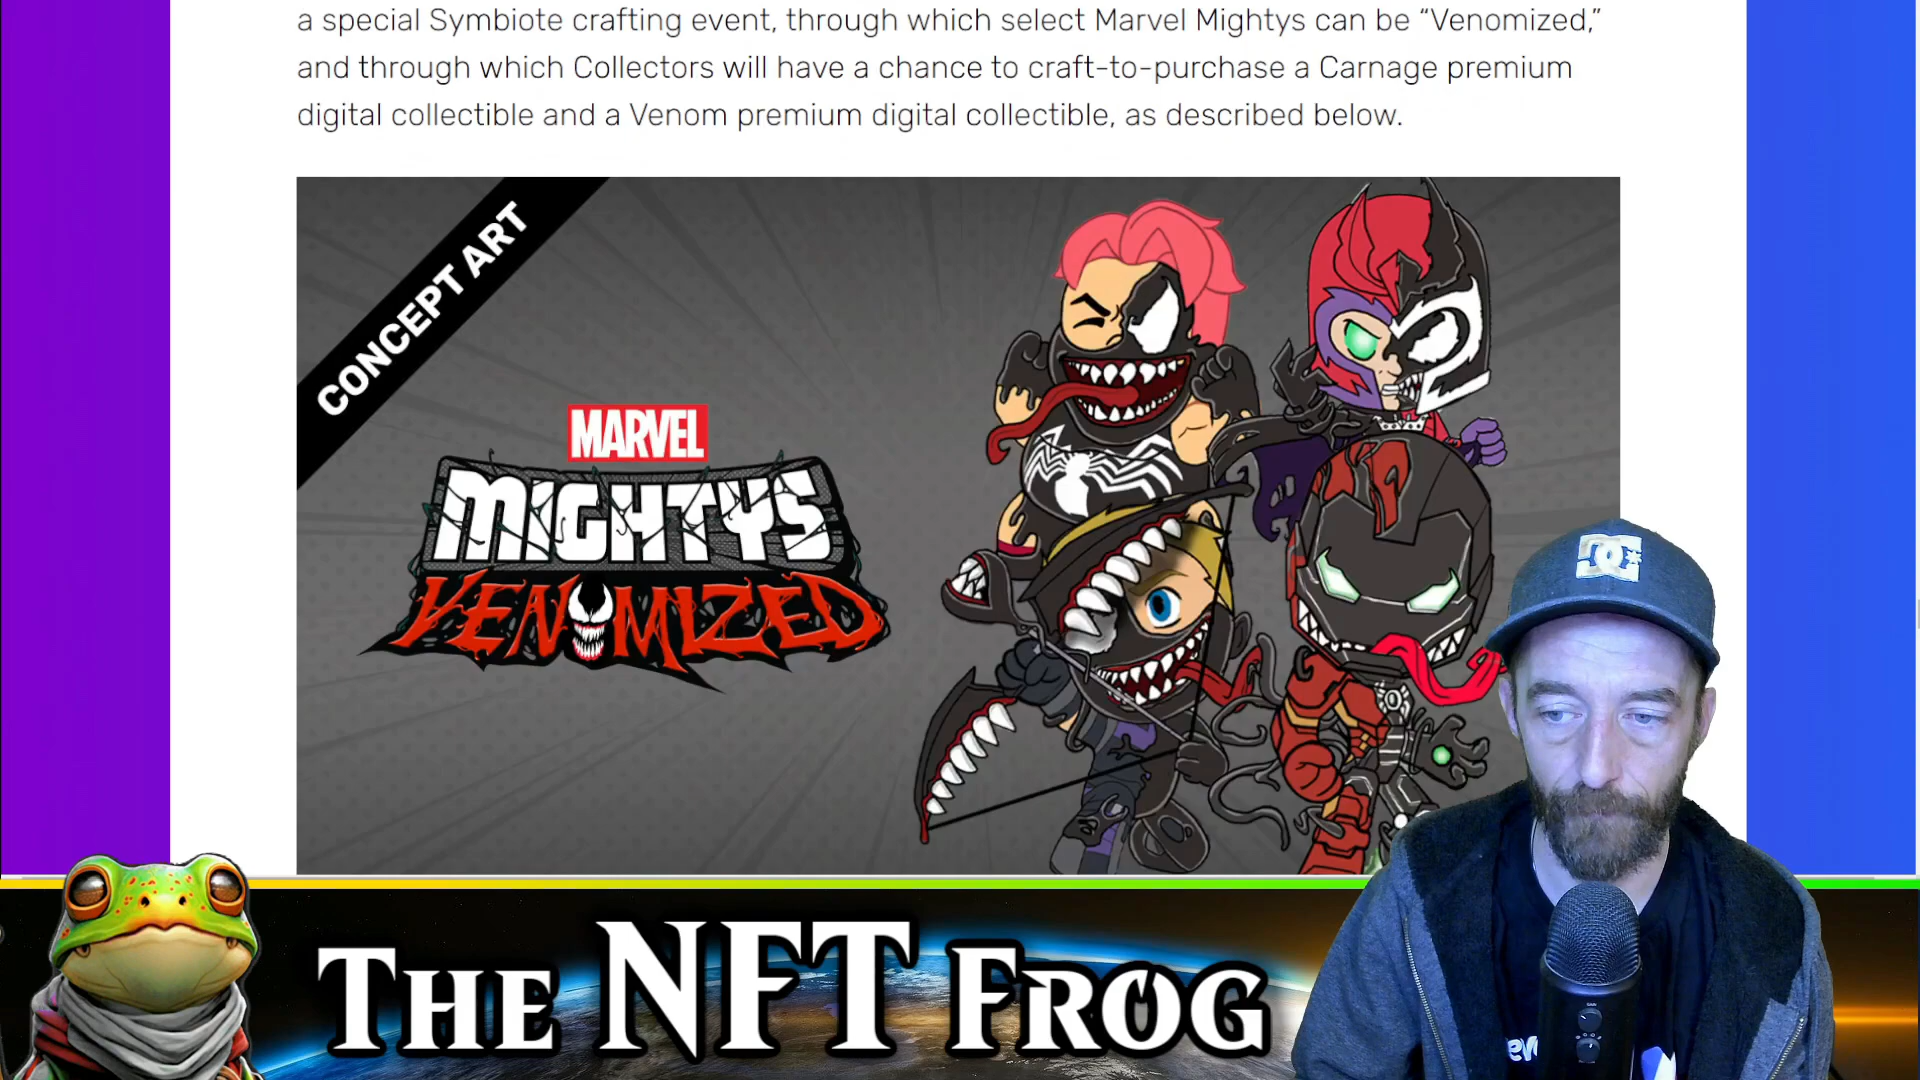 a special Symbiote crafting event, through which select Marvel Mightys can be “Venomized,”
and through which Collectors will have a chance to craft-to-purchase a Carnage premium
digital collectible and a Venom premium digital collectible, as described below.
CONCEPT ART
MARVEL
MIGHTYS
VENOMIZED
DC
THE NFT FROG